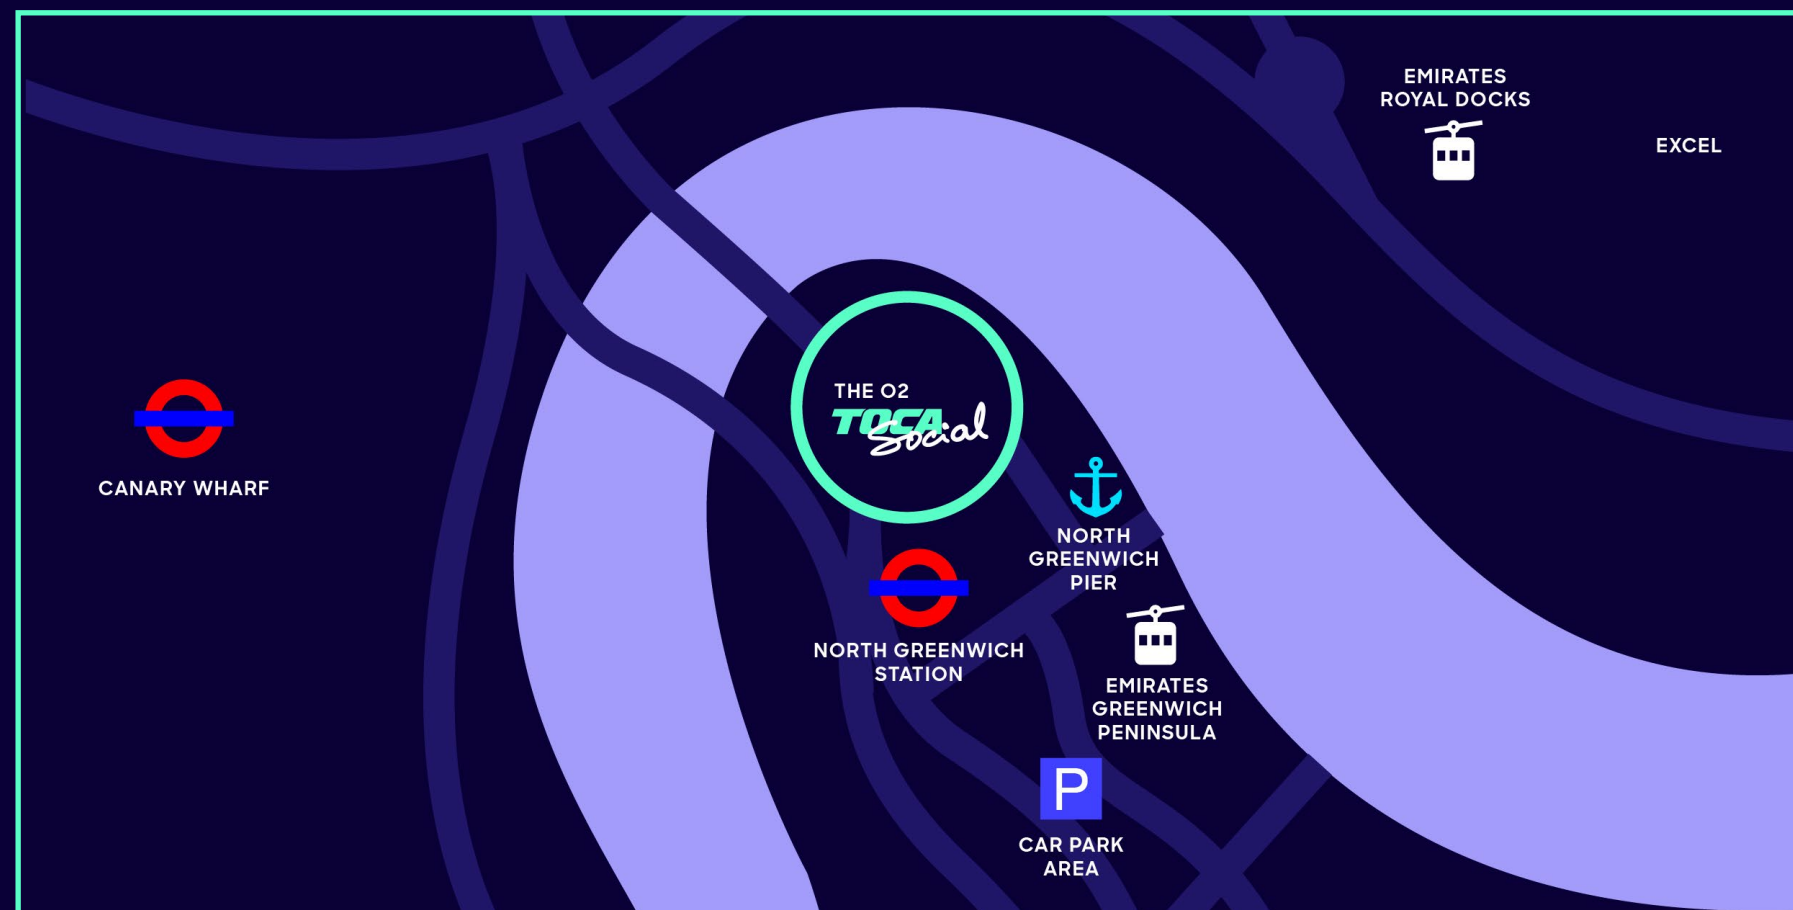 EMIRATES
ROYAL DOCKS
EXCEL
THE O2
TOCA
Social
CANARY WHARF
NORTH
GREENWICH
PIER
NORTH GREENWICH
STATION
EMIRATES
GREENWICH
PENINSULA
P
CAR PARK
AREA